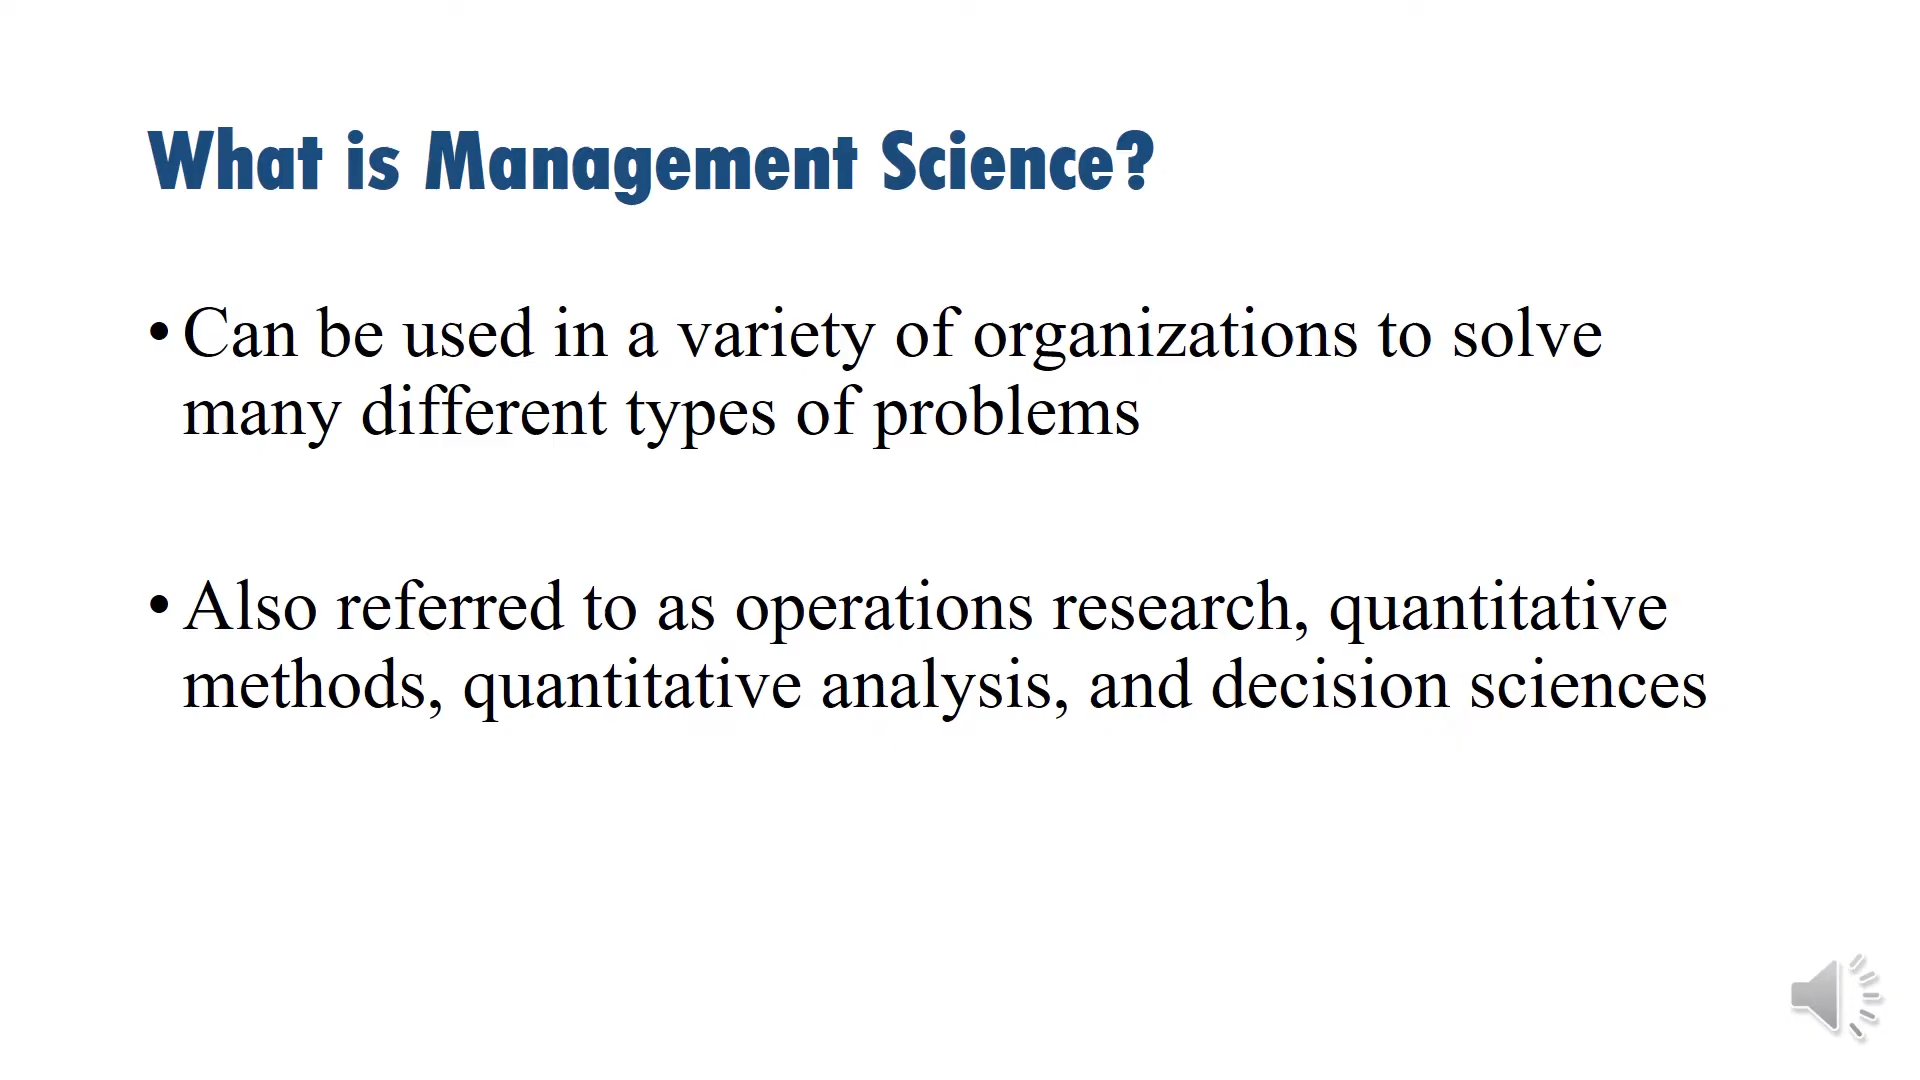 What is Management Science?
• Can be used in a variety of organizations to solve
many different types of problems
• Also referred to as operations research, quantitative
methods, quantitative analysis, and decision sciences